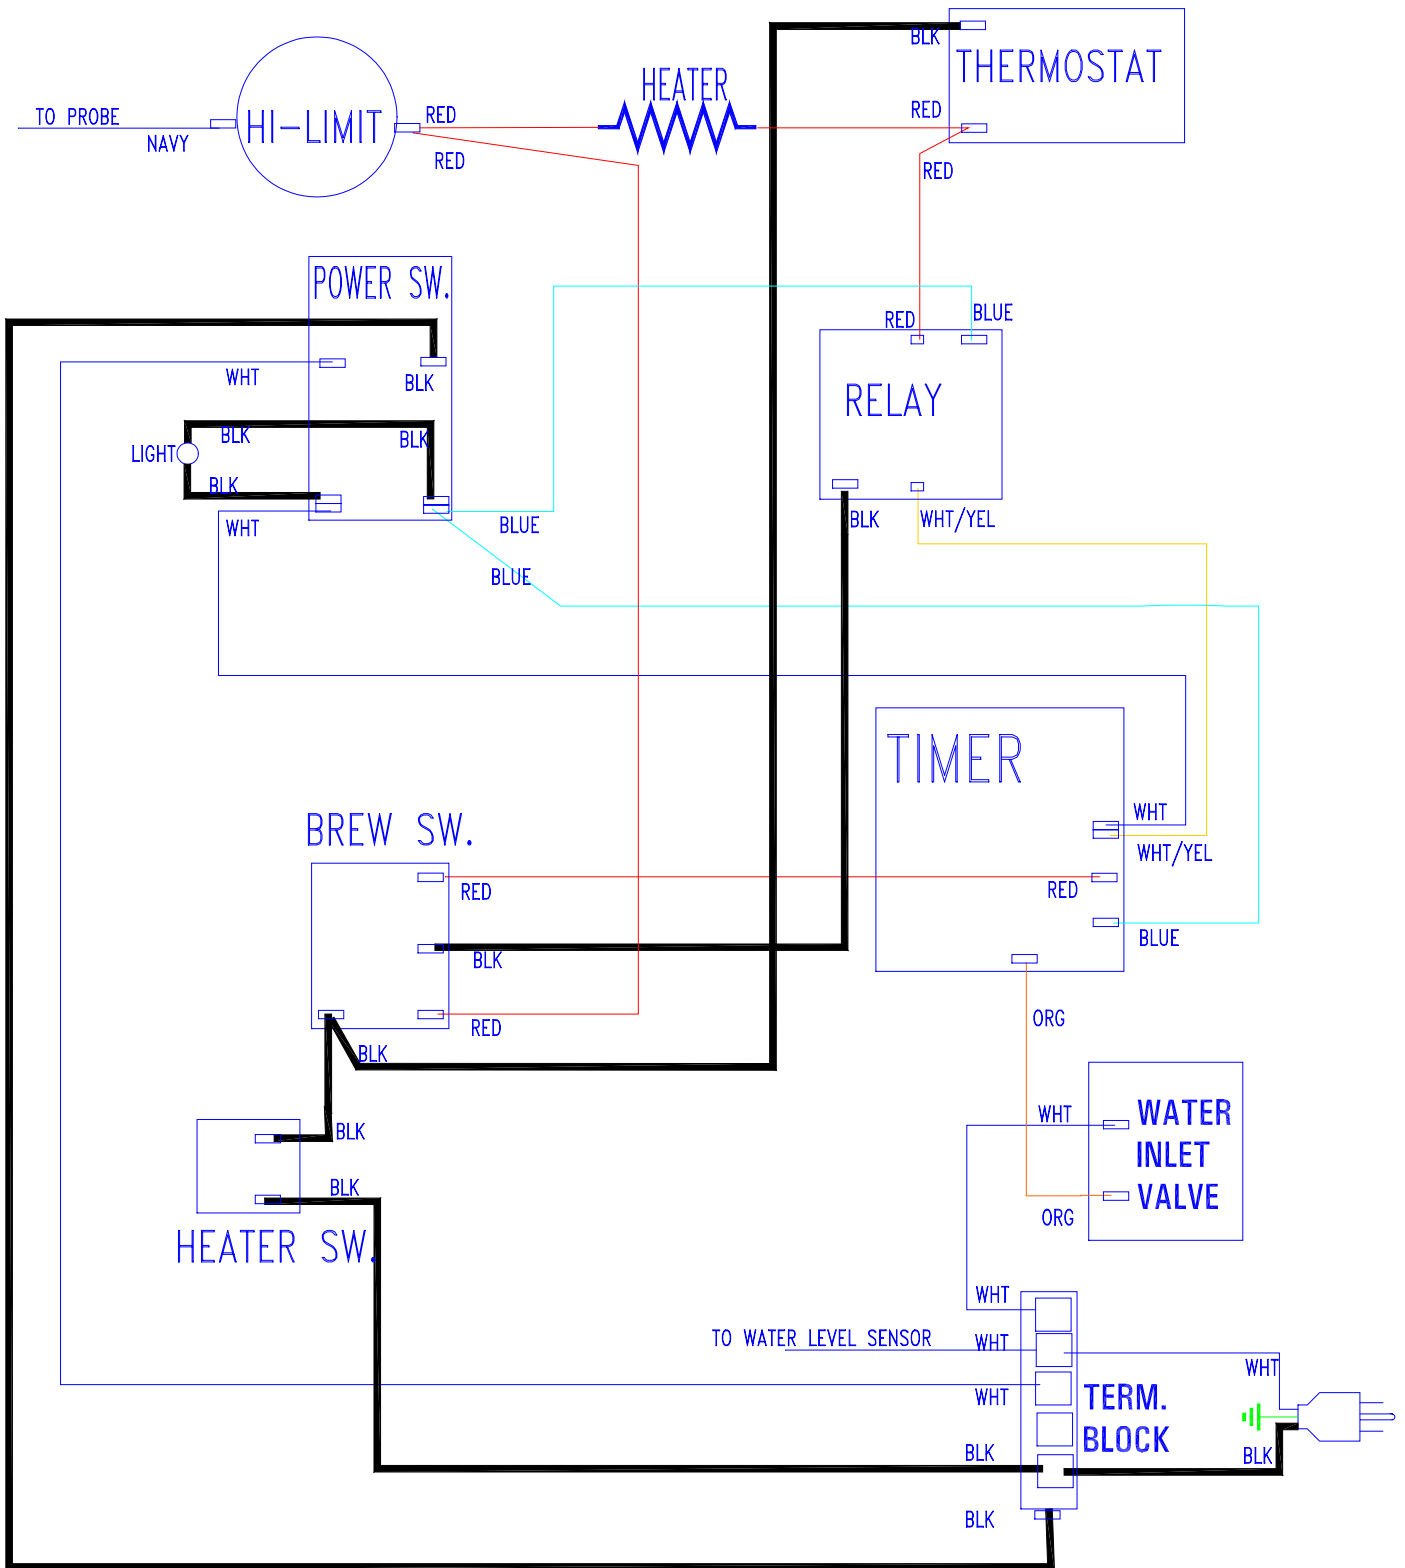 BLK
THERMOSTAT
HEATER
TO PROBE
NAVY
HI-LIMIT
RED
RED
RED
RED
POWER SW.
RED
BLUE
WHT
BLK
RELAY
LIGHT
BLK
BLK
BLK
WHT
BLUE
BLK
WHT/YEL
BLUE
TIMER
WHT
WHT/YEL
BREW SW.
RED
RED
BLUE
BLK
ORG
RED
BLK
WHT
WATER
INLET
VALVE
BLK
BLK
ORG
HEATER SW.
WHT
TO WATER LEVEL SENSOR
WHT
WHT
WHT
TERM.
BLOCK
BLK
BLK
BLK